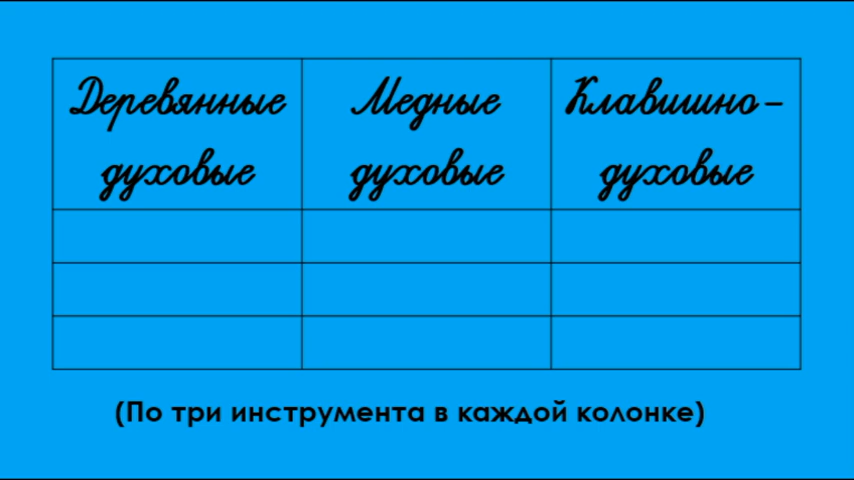 Деревянные Медные Клавишно-
духовые духовые духовые
(По три инструмента в каждой колонке)